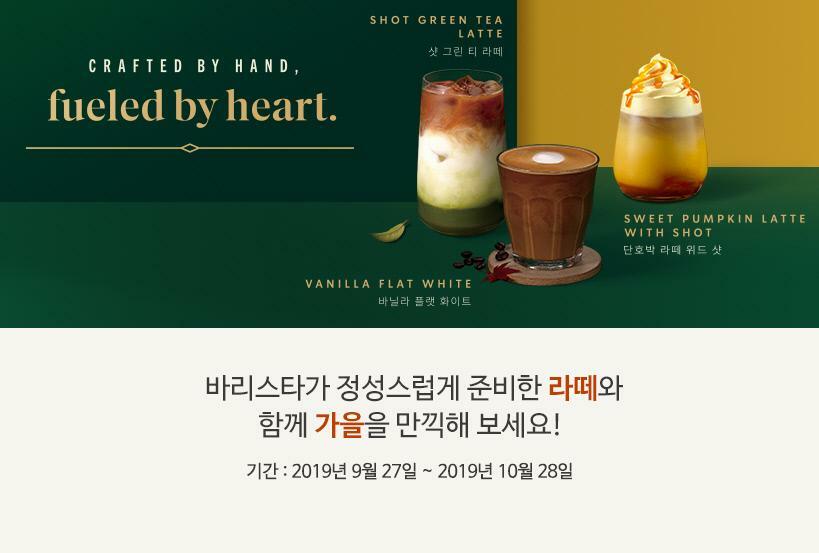 CRAFTED BY HAND,
fueled by heart.
SHOT GREEN TEA
LATTE
샷 그린 티 라떼
SWEET PUMPKIN LATTE
WITH SHOT
단호박 라떼 위드 샷
VANILLA FLAT WHITE
바닐라 플랫 화이트
바리스타가 정성스럽게 준비한 라떼와
함께 가을을 만끽해 보세요!
기간 : 2019년 9월 27일 ~ 2019년 10월 28일